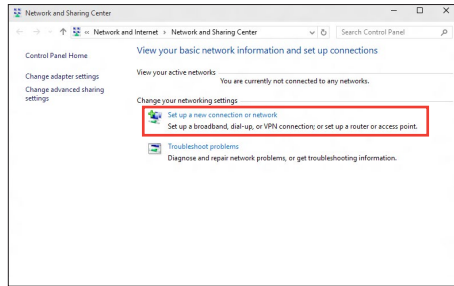 Network and Sharing Center
« Network and Internet › Network and Sharing Center
Search Control Panel
Control Panel Home
Change adapter settings
Change advanced sharing settings
View your basic network information and set up connections
View your active networks
You are currently not connected to any networks.
Change your networking settings
Set up a new connection or network
Set up a broadband, dial-up, or VPN connection; or set up a router or access point.
Troubleshoot problems
Diagnose and repair network problems, or get troubleshooting information.